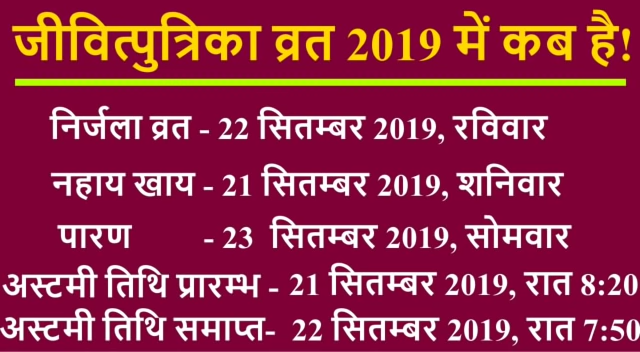 जीवित्पुत्रिका व्रत 2019 में कब है!
निर्जला व्रत - 22 सितम्बर 2019, रविवार
नहाय खाय - 21 सितम्बर 2019, शनिवार
पारण - 23 सितम्बर 2019, सोमवार
अस्टमी तिथि प्रारम्भ - 21 सितम्बर 2019, रात 8:20
अस्टमी तिथि समाप्त- 22 सितम्बर 2019, रात 7:50